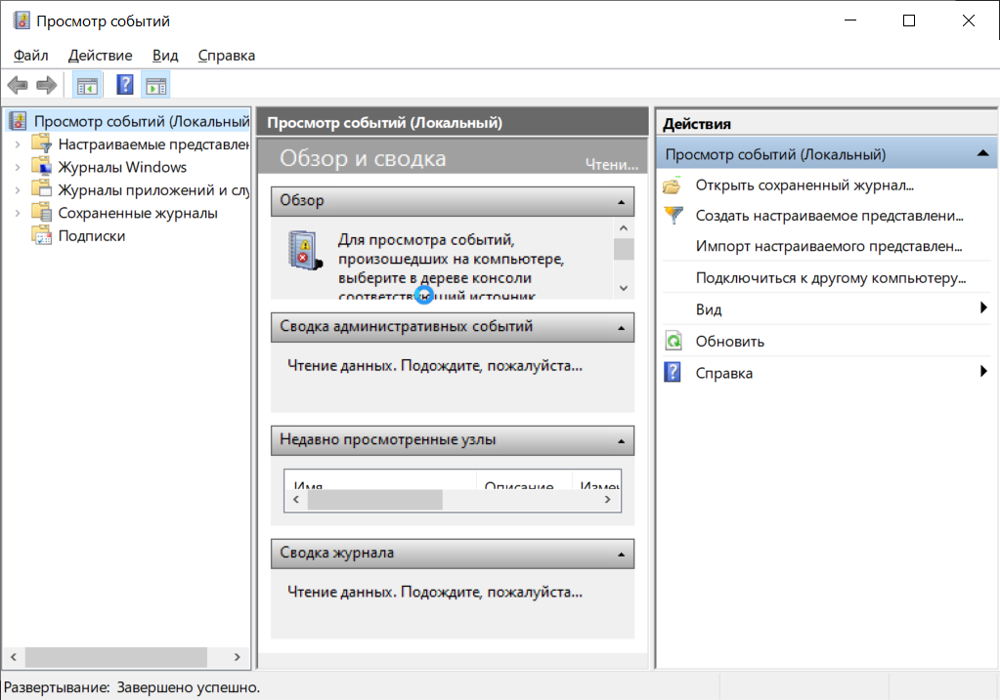 Просмотр событий
Файл Действие Вид Справка
Просмотр событий (Локальный
Настраиваемые представлен
Журналы Windows
Журналы приложений и слу
Сохраненные журналы
Подписки
Просмотр событий (Локальный)
Обзор и сводка
Чтени...
Обзор
Для просмотра событий,
произошедших на компьютере,
выберите в дереве консоли
соответствующий источник
Сводка административных событий
Чтение данных. Подождите, пожалуйста...
Недавно просмотренные узлы
Имя Описание Измен
Сводка журнала
Чтение данных. Подождите, пожалуйста...
Действия
Просмотр событий (Локальный)
Открыть сохраненный журнал...
Создать настраиваемое представлени...
Импорт настраиваемого представлен...
Подключиться к другому компьютеру...
Вид
Обновить
Справка
Развертывание: Завершено успешно.